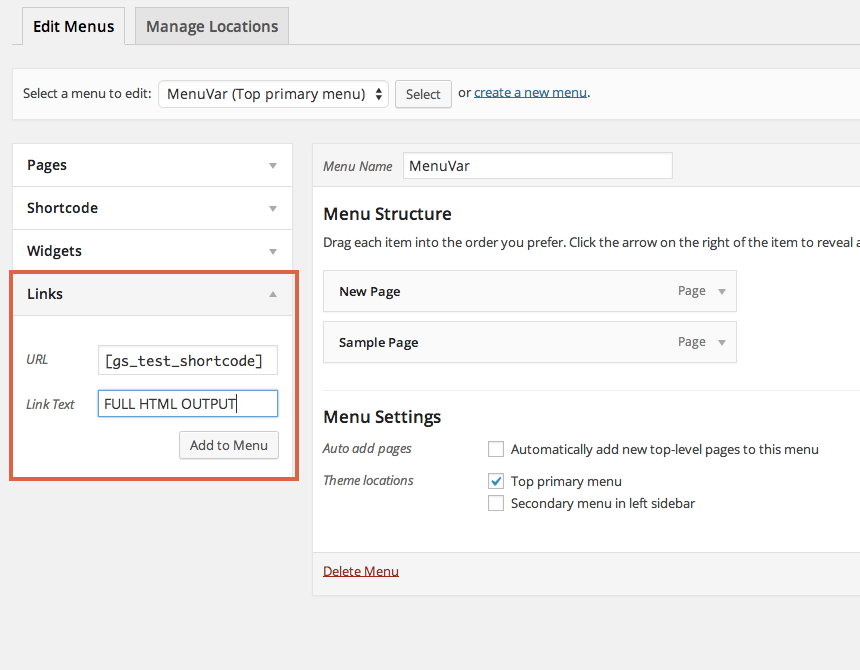 Edit Menus
Manage Locations
Select a menu to edit: MenuVar (Top primary menu) Select or create a new menu.
Pages
Shortcode
Widgets
Links
URL [gs_test_shortcode]
Link Text FULL HTML OUTPUT
Add to Menu
Menu Name MenuVar
Menu Structure
Drag each item into the order you prefer. Click the arrow on the right of the item to reveal a
New Page Page
Sample Page Page
Menu Settings
Auto add pages Automatically add new top-level pages to this menu
Theme locations Top primary menu
Secondary menu in left sidebar
Delete Menu